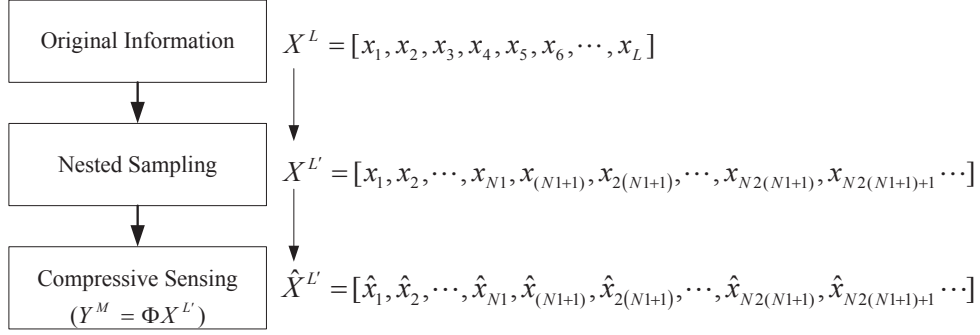 Original Information
X^L = [x_1, x_2, x_3, x_4, x_5, x_6, ⋯, x_L]
Nested Sampling
X^{L'} = [x_1, x_2, ⋯, x_{N1}, x_{(N1+1)}, x_{2(N1+1)}, ⋯, x_{N2(N1+1)}, x_{N2(N1+1)+1} ⋯]
Compressive Sensing
(Y^M = ΦX^{L'})
X̂^{L'} = [x̂_1, x̂_2, ⋯, x̂_{N1}, x̂_{(N1+1)}, x̂_{2(N1+1)}, ⋯, x̂_{N2(N1+1)}, x̂_{N2(N1+1)+1} ⋯]